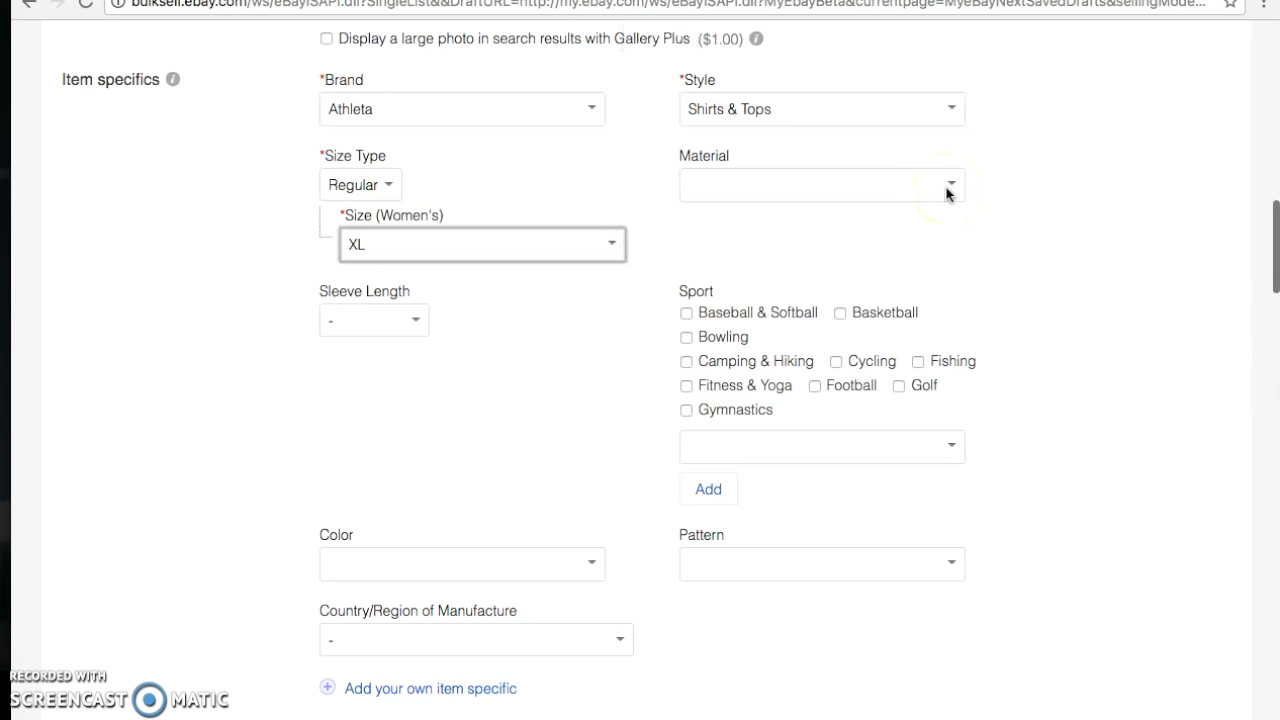 bulksell.ebay.com/ws/eBayISAPI.dll?SingleList&&DraftURL=http://my.ebay.com/ws/eBayISAPI.dll?MyEbayBeta&currentpage=MyeBayNextSavedDrafts&sellingMode...
Display a large photo in search results with Gallery Plus ($1.00)
Item specifics
*Brand *Style
Athleta Shirts & Tops
*Size Type Material
Regular
*Size (Women's)
XL
Sleeve Length Sport
- Baseball & Softball Basketball
Bowling
Camping & Hiking Cycling Fishing
Fitness & Yoga Football Golf
Gymnastics
Add
Color Pattern
Country/Region of Manufacture
-
Add your own item specific
RECORDED WITH
SCREENCAST MATIC